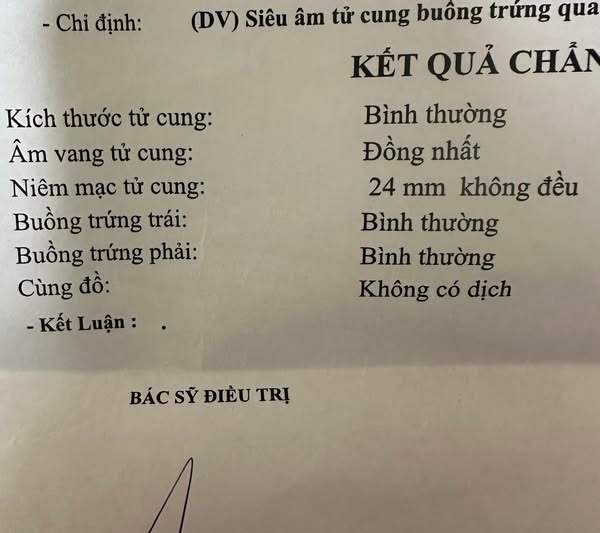 - Chỉ định: (DV) Siêu âm tử cung buồng trứng qua
KẾT QUẢ CHẨN
Kích thước tử cung: Bình thường
Âm vang tử cung: Đồng nhất
Niêm mạc tử cung: 24 mm không đều
Buồng trứng trái: Bình thường
Buồng trứng phải: Bình thường
Cùng đồ: Không có dịch
- Kết Luận : .
BÁC SỸ ĐIỀU TRỊ